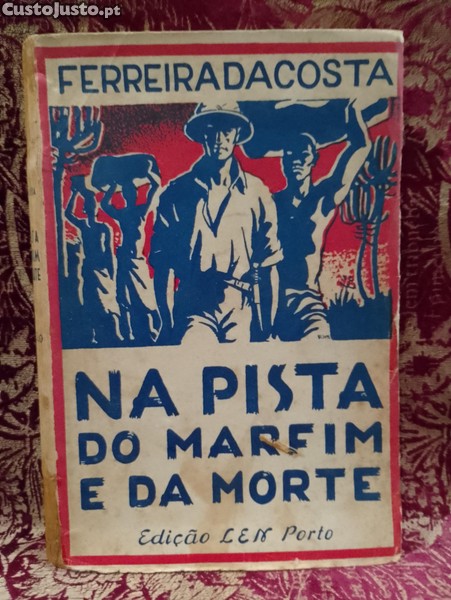 CustoJusto.pt
FERREIRA DA COSTA
NA PISTA
DO MARFIM
E DA MORTE
Edição LEN Porto